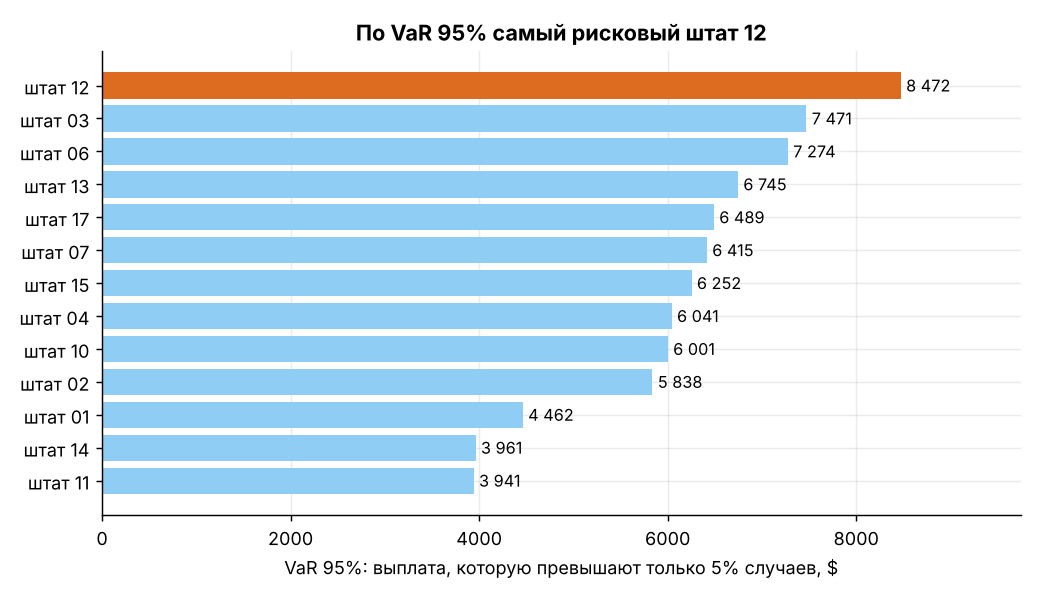 По VaR 95% самый рисковый штат 12
штат 12 8 472
штат 03 7 471
штат 06 7 274
штат 13 6 745
штат 17 6 489
штат 07 6 415
штат 15 6 252
штат 04 6 041
штат 10 6 001
штат 02 5 838
штат 01 4 462
штат 14 3 961
штат 11 3 941
0 2000 4000 6000 8000
VaR 95%: выплата, которую превышают только 5% случаев, $